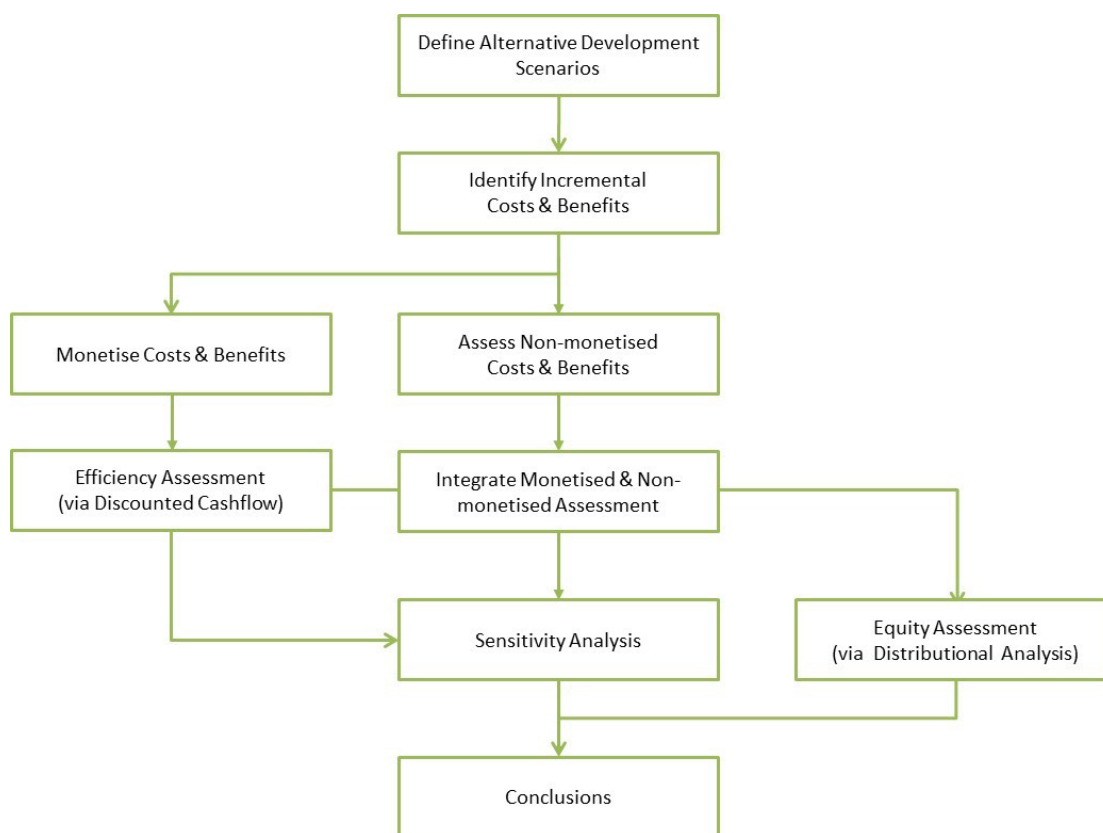 Define Alternative Development
Scenarios
Identify Incremental
Costs & Benefits
Monetise Costs & Benefits
Assess Non-monetised
Costs & Benefits
Efficiency Assessment
(via Discounted Cashflow)
Integrate Monetised & Non-
monetised Assessment
Sensitivity Analysis
Equity Assessment
(via Distributional Analysis)
Conclusions